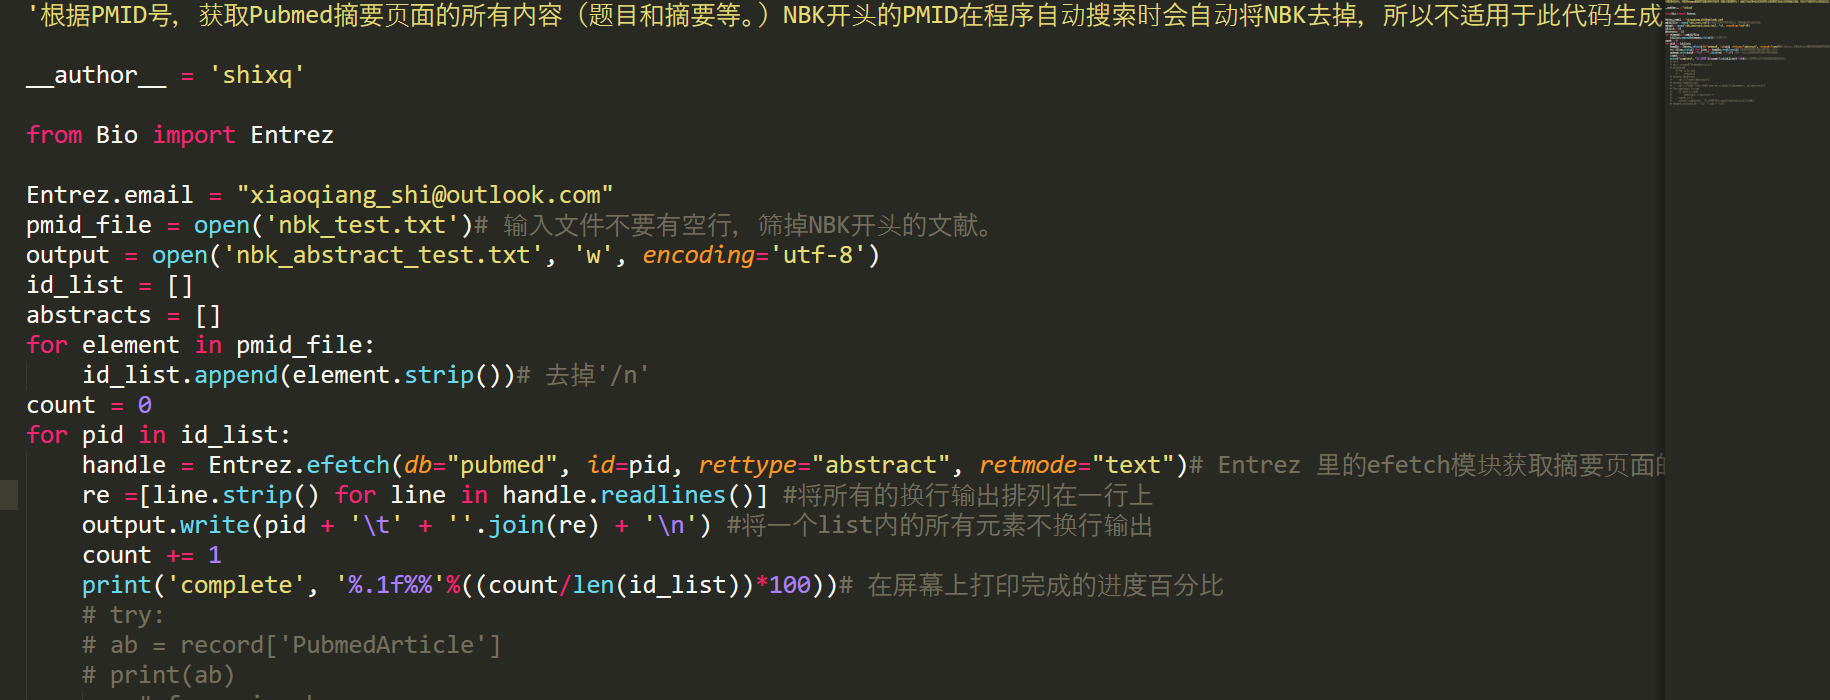 '根据PMID号，获取Pubmed摘要页面的所有内容（题目和摘要等。）NBK开头的PMID在程序自动搜索时会自动将NBK去掉，所以不适用于此代码生成
__author__ = 'shixq'
from Bio import Entrez
Entrez.email = "xiaoqiang_shi@outlook.com"
pmid_file = open('nbk_test.txt')# 输入文件不要有空行，筛掉NBK开头的文献。
output = open('nbk_abstract_test.txt', 'w', encoding='utf-8')
id_list = []
abstracts = []
for element in pmid_file:
    id_list.append(element.strip())# 去掉'/n'
count = 0
for pid in id_list:
    handle = Entrez.efetch(db="pubmed", id=pid, rettype="abstract", retmode="text")# Entrez 里的efetch模块获取摘要页面
    re =[line.strip() for line in handle.readlines()] #将所有的换行输出排列在一行上
    output.write(pid + '\t' + ''.join(re) + '\n') #将一个list内的所有元素不换行输出
    count += 1
    print('complete', '%.1f%%'%((count/len(id_list))*100))# 在屏幕上打印完成的进度百分比
    # try:
    # ab = record['PubmedArticle']
    # print(ab)